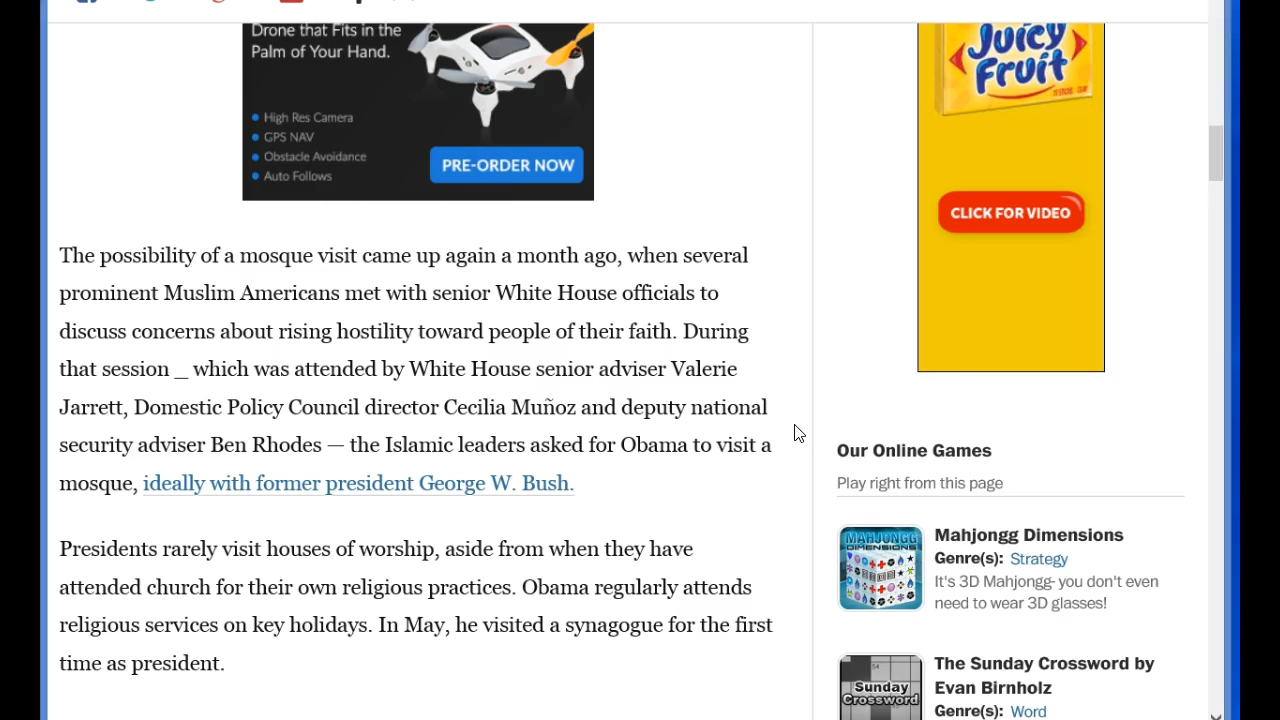 Drone that Fits in the
Palm of Your Hand.
High Res Camera
GPS NAV
Obstacle Avoidance
Auto Follows
PRE-ORDER NOW
The possibility of a mosque visit came up again a month ago, when several
prominent Muslim Americans met with senior White House officials to
discuss concerns about rising hostility toward people of their faith. During
that session _ which was attended by White House senior adviser Valerie
Jarrett, Domestic Policy Council director Cecilia Muñoz and deputy national
security adviser Ben Rhodes — the Islamic leaders asked for Obama to visit a
mosque, ideally with former president George W. Bush.
Presidents rarely visit houses of worship, aside from when they have
attended church for their own religious practices. Obama regularly attends
religious services on key holidays. In May, he visited a synagogue for the first
time as president.
Juicy
Fruit
CLICK FOR VIDEO
Our Online Games
Play right from this page
MAHJONGG
DIMENSIONS
Mahjongg Dimensions
Genre(s): Strategy
It's 3D Mahjongg- you don't even
need to wear 3D glasses!
Sunday
Crossword
The Sunday Crossword by
Evan Birnholz
Genre(s): Word